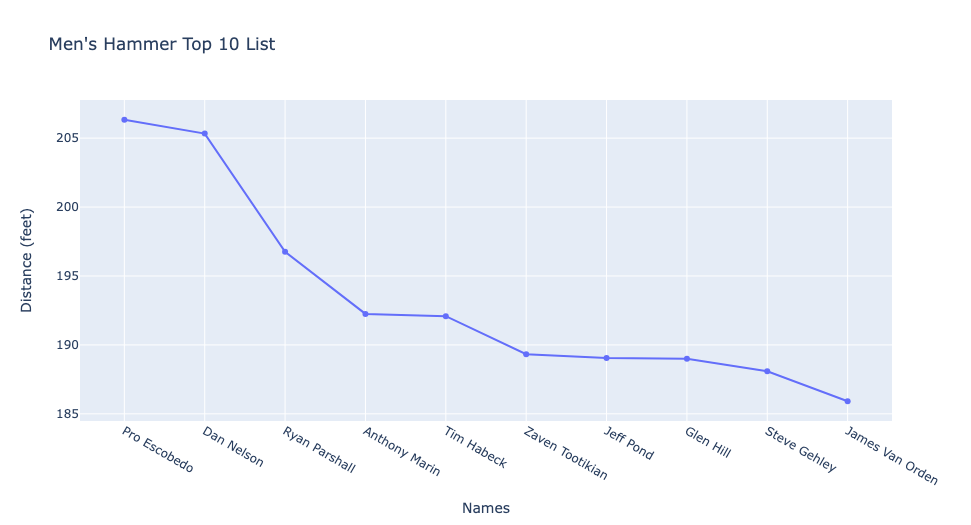 Men's Hammer Top 10 List
Distance (feet)
205
200
195
190
185
Pro Escobedo
Dan Nelson
Ryan Parshall
Anthony Marin
Tim Habeck
Zaven Tootikian
Jeff Pond
Glen Hill
Steve Gehley
James Van Orden
Names